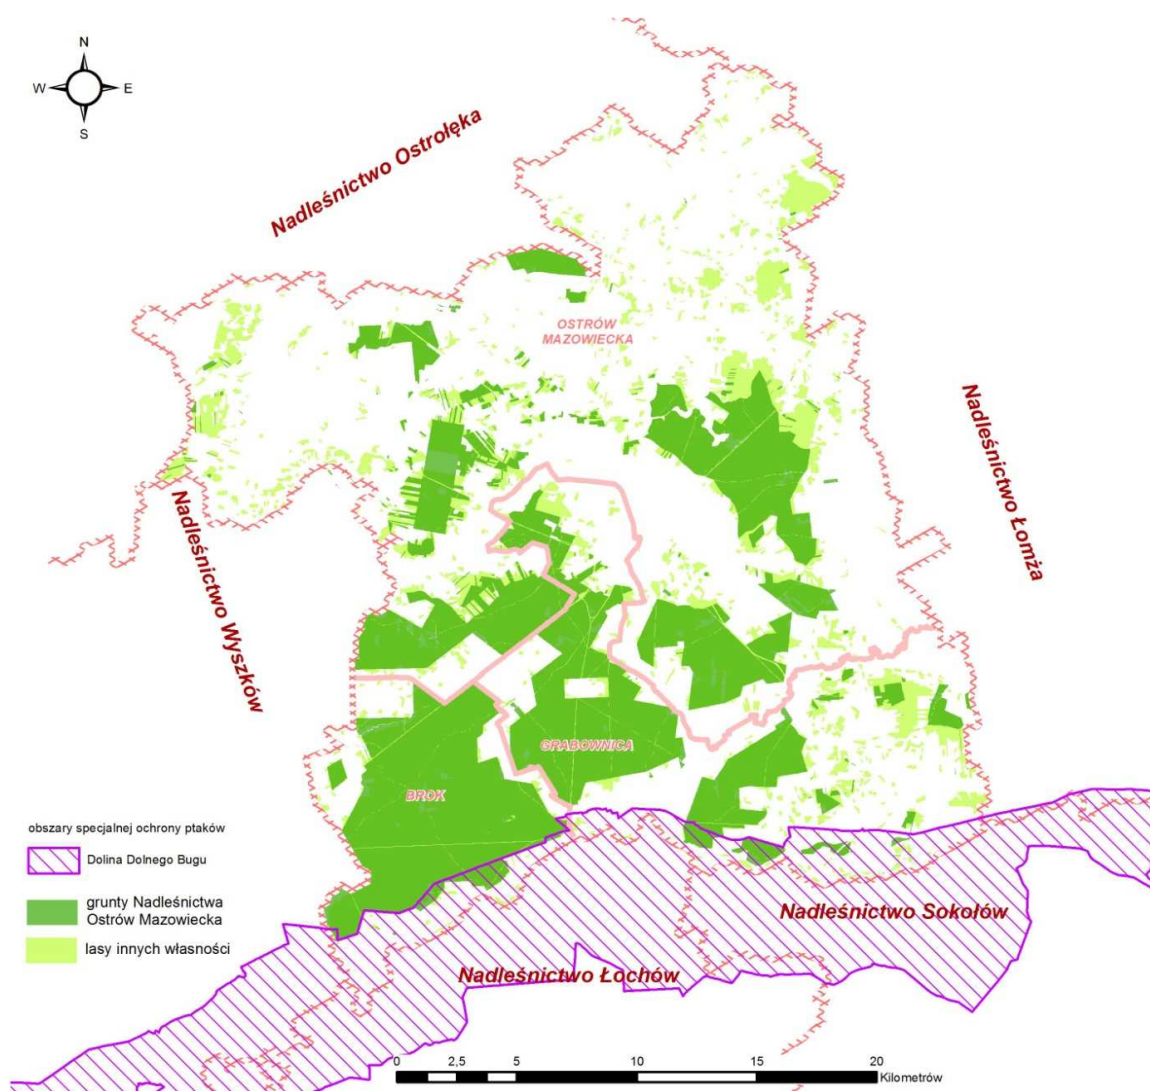 N
W E
S
Nadleśnictwo Ostrołęka
OSTRÓW
MAZOWIECKA
Nadleśnictwo Łomża
Nadleśnictwo Wyszków
GRABOWNICA
BROK
obszary specjalnej ochrony ptaków
Dolina Dolnego Bugu
grunty Nadleśnictwa
Ostrów Mazowiecka
lasy innych własności
Nadleśnictwo Sokołów
Nadleśnictwo Łochów
0 2,5 5 10 15 20
Kilometrów